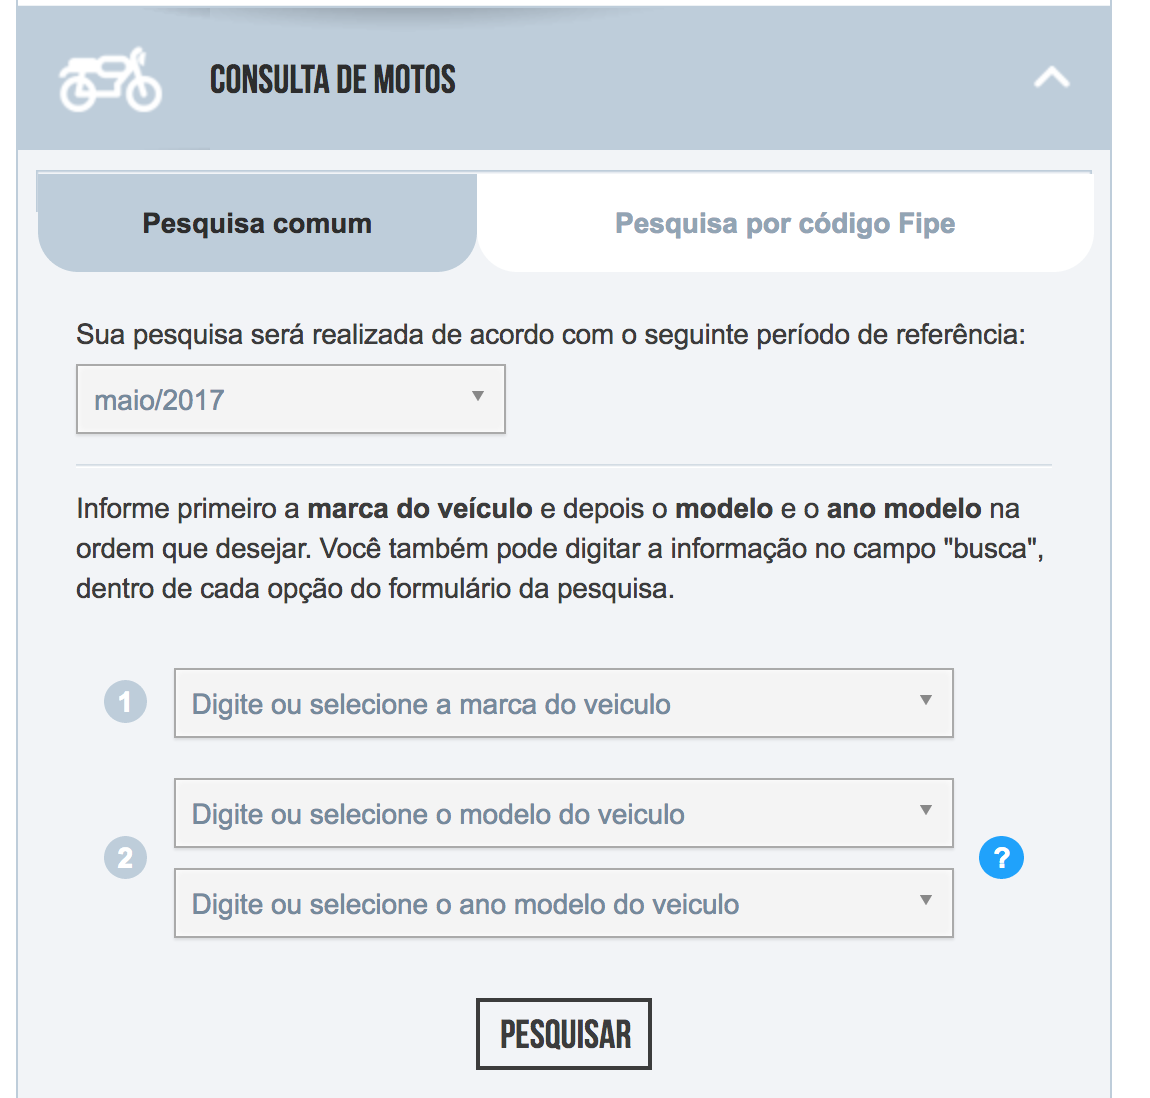 CONSULTA DE MOTOS
Pesquisa comum
Pesquisa por código Fipe
Sua pesquisa será realizada de acordo com o seguinte período de referência:
maio/2017
Informe primeiro a marca do veículo e depois o modelo e o ano modelo na
ordem que desejar. Você também pode digitar a informação no campo "busca",
dentro de cada opção do formulário da pesquisa.
1
Digite ou selecione a marca do veiculo
Digite ou selecione o modelo do veiculo
2
?
Digite ou selecione o ano modelo do veiculo
PESQUISAR